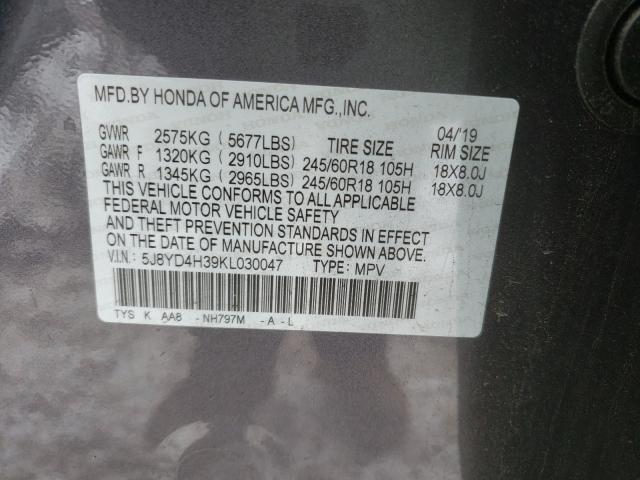 MFD.BY HONDA OF AMERICA MFG.,INC. 04/'19
GVWR 2575KG ( 5677LBS) TIRE SIZE RIM SIZE
GAWR F 1320KG ( 2910LBS) 245/60R18 105H 18X8.0J
GAWR R 1345KG ( 2965LBS) 245/60R18 105H 18X8.0J
THIS VEHICLE CONFORMS TO ALL APPLICABLE
FEDERAL MOTOR VEHICLE SAFETY
AND THEFT PREVENTION STANDARDS IN EFFECT
ON THE DATE OF MANUFACTURE SHOWN ABOVE.
V.I.N.: 5J8YD4H39KL030047 TYPE: MPV
TYS K AA8 - NH797M - A - L